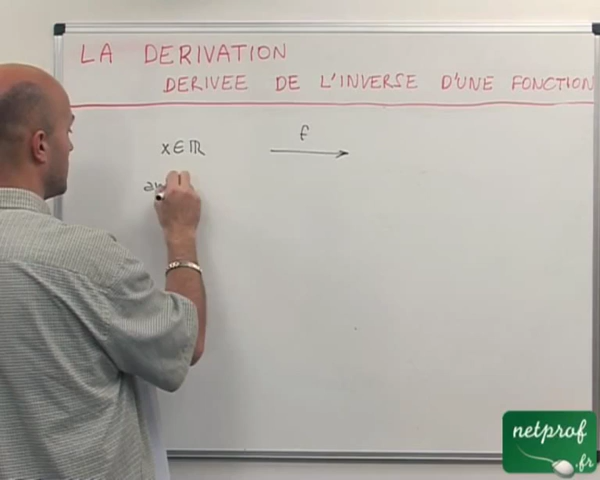 LA DERIVATION
DERIVEE DE L'INVERSE D'UNE FONCTION
f
x∈ℝ
netprof
.fr